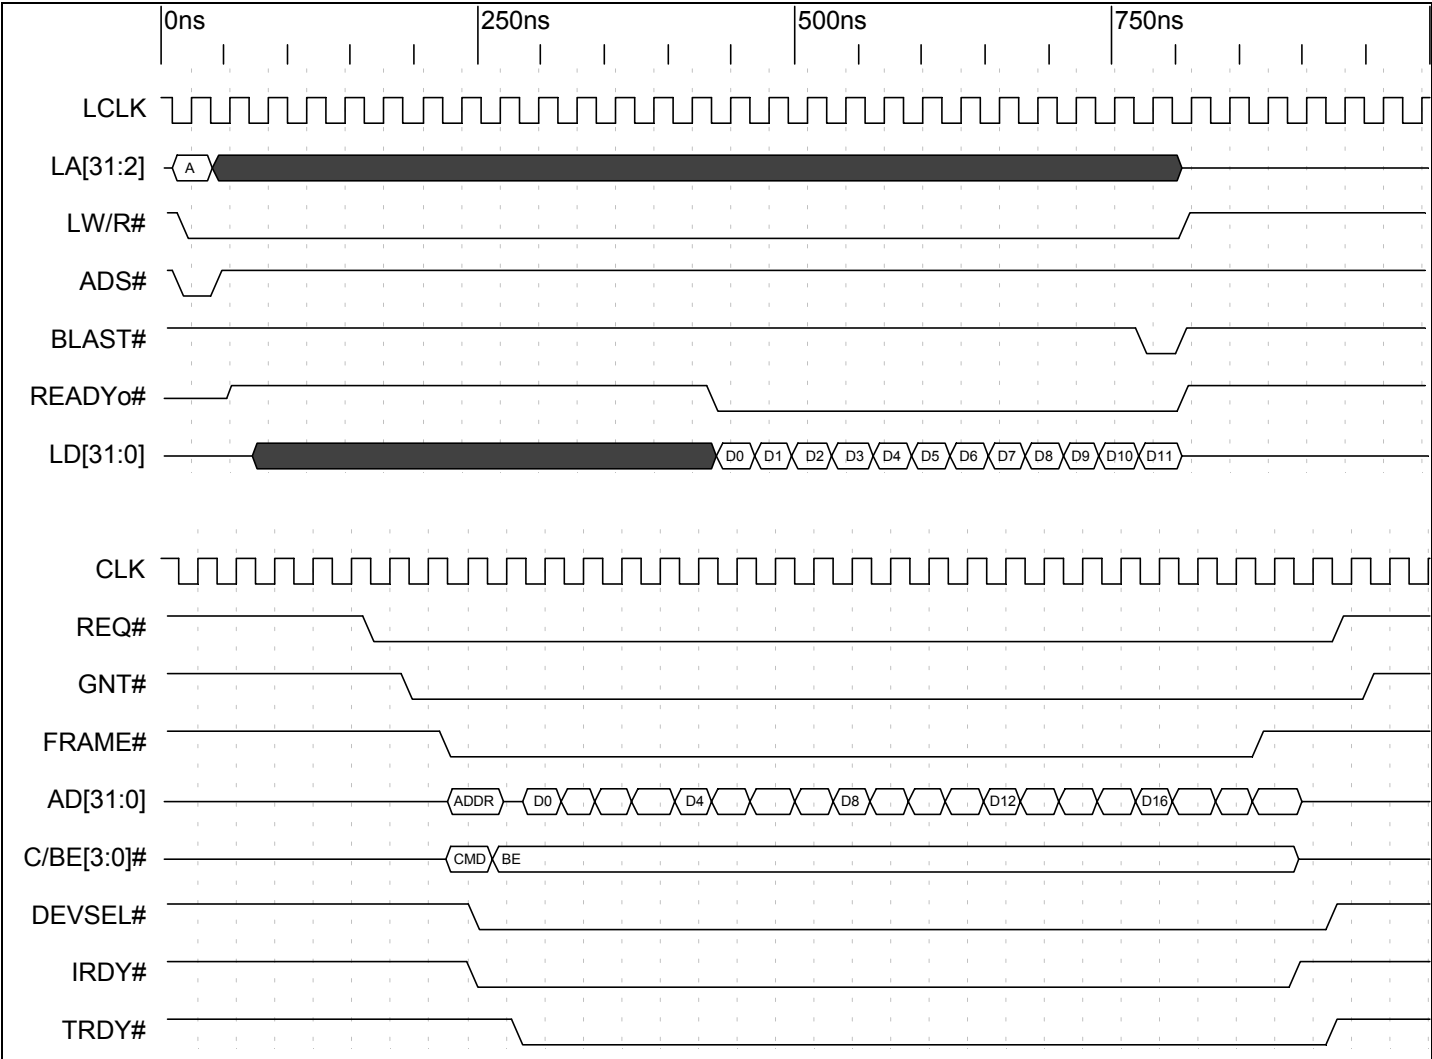 0ns 250ns 500ns 750ns
LCLK
LA[31:2] A
LW/R#
ADS#
BLAST#
READYo#
LD[31:0] D0 D1 D2 D3 D4 D5 D6 D7 D8 D9 D10 D11
CLK
REQ#
GNT#
FRAME#
AD[31:0] ADDR D0 D4 D8 D12 D16
C/BE[3:0]# CMD BE
DEVSEL#
IRDY#
TRDY#